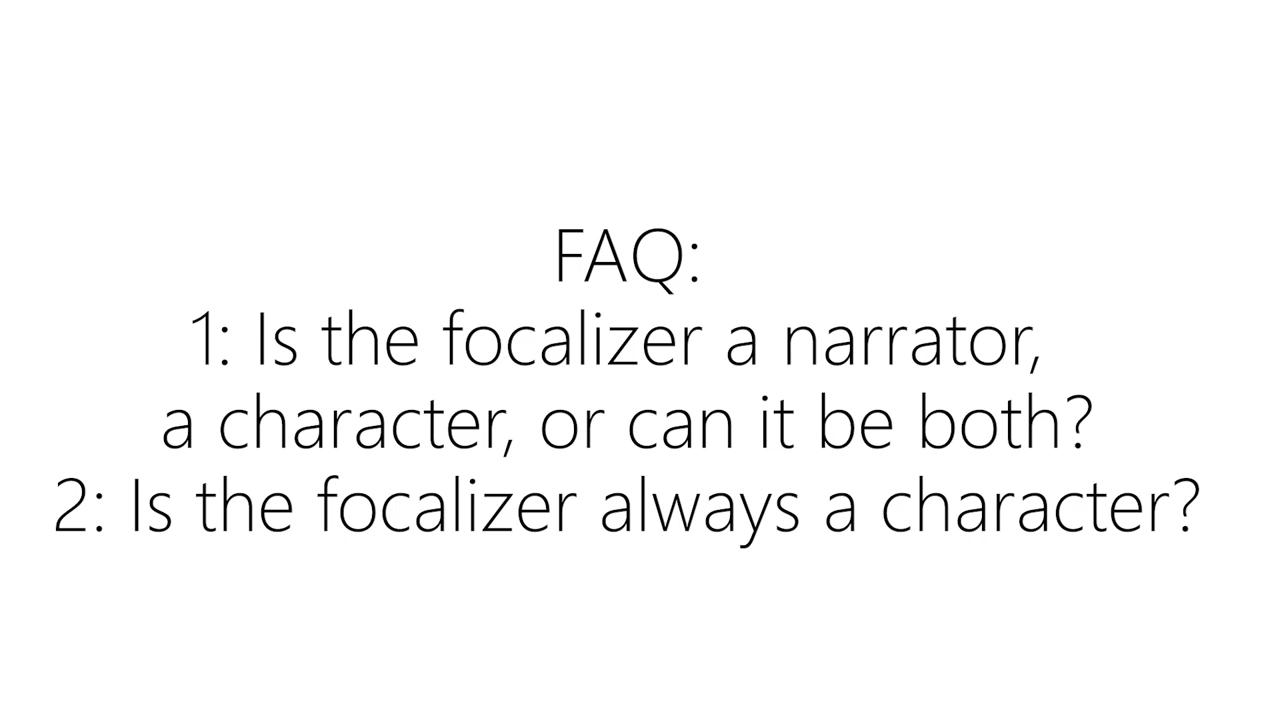 FAQ:
1: Is the focalizer a narrator,
a character, or can it be both?
2: Is the focalizer always a character?